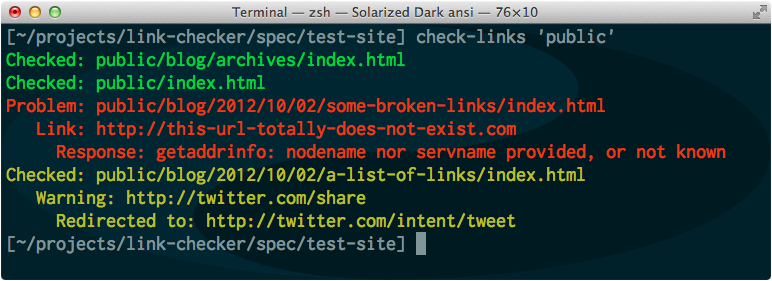 Terminal — zsh — Solarized Dark ansi — 76×10
[~/projects/link-checker/spec/test-site] check-links 'public'
Checked: public/blog/archives/index.html
Checked: public/index.html
Problem: public/blog/2012/10/02/some-broken-links/index.html
Link: http://this-url-totally-does-not-exist.com
Response: getaddrinfo: nodename nor servname provided, or not known
Checked: public/blog/2012/10/02/a-list-of-links/index.html
Warning: http://twitter.com/share
Redirected to: http://twitter.com/intent/tweet
[~/projects/link-checker/spec/test-site]